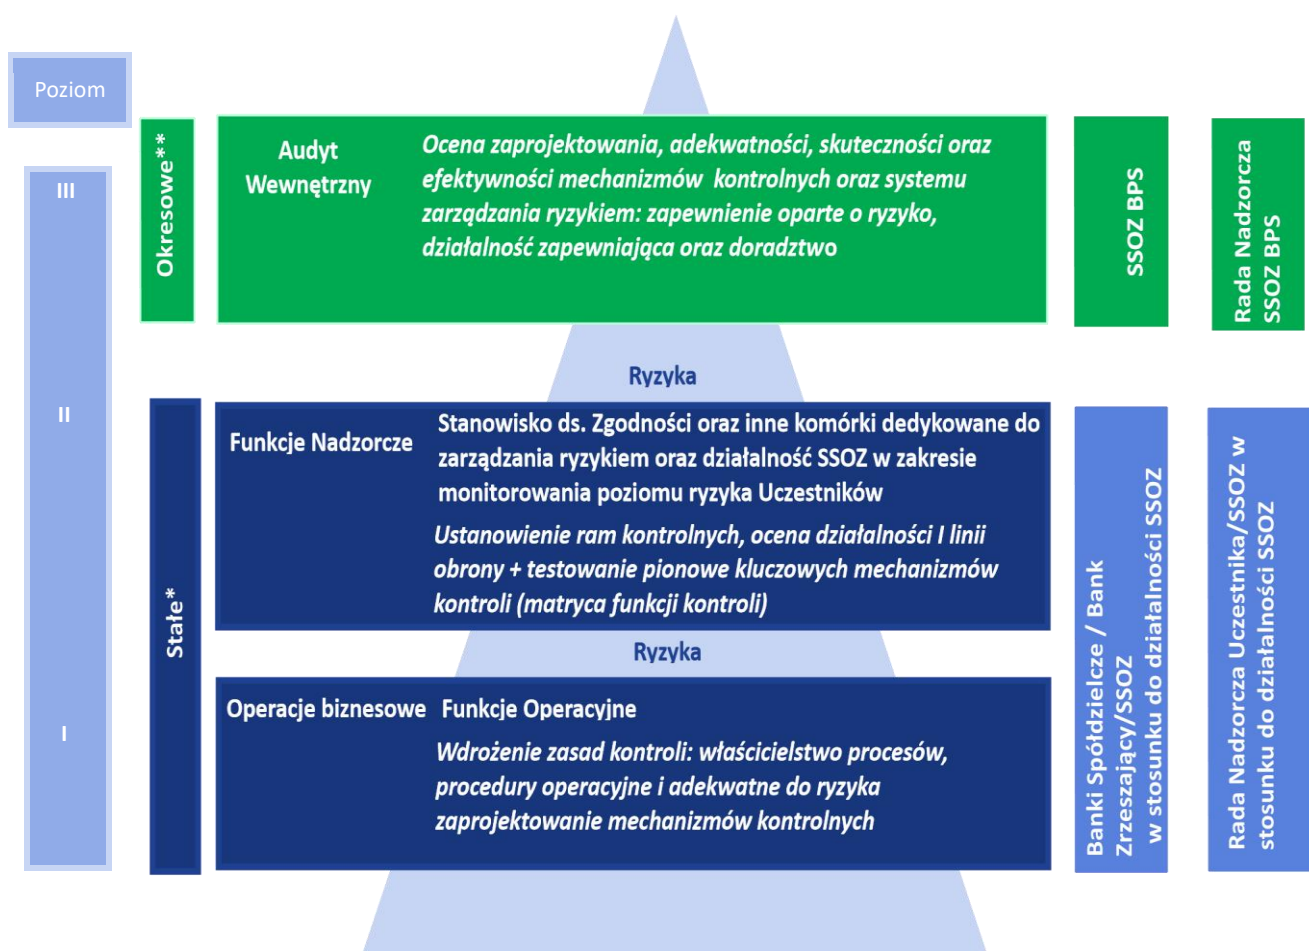 Poziom
III
Okresowe**
Audyt
Wewnętrzny
Ocena zaprojektowania, adekwatności, skuteczności oraz
efektywności mechanizmów kontrolnych oraz systemu
zarządzania ryzykiem: zapewnienie oparte o ryzyko,
działalność zapewniająca oraz doradztwo
SSOZ BPS
Rada Nadzorcza
SSOZ BPS
Ryzyka
II
Stałe*
Funkcje Nadzorcze
Stanowisko ds. Zgodności oraz inne komórki dedykowane do
zarządzania ryzykiem oraz działalność SSOZ w zakresie
monitorowania poziomu ryzyka Uczestników
Ustanowienie ram kontrolnych, ocena działalności I linii
obrony + testowanie pionowe kluczowych mechanizmów
kontroli (matryca funkcji kontroli)
Ryzyka
I
Operacje biznesowe
Funkcje Operacyjne
Wdrożenie zasad kontroli: właścicielstwo procesów,
procedury operacyjne i adekwatne do ryzyka
zaprojektowanie mechanizmów kontrolnych
Banki Spółdzielcze / Bank
Zrzeszający/SSOZ
w stosunku do działalności SSOZ
Rada Nadzorcza Uczestnika/SSOZ w
stosunku do działalności SSOZ